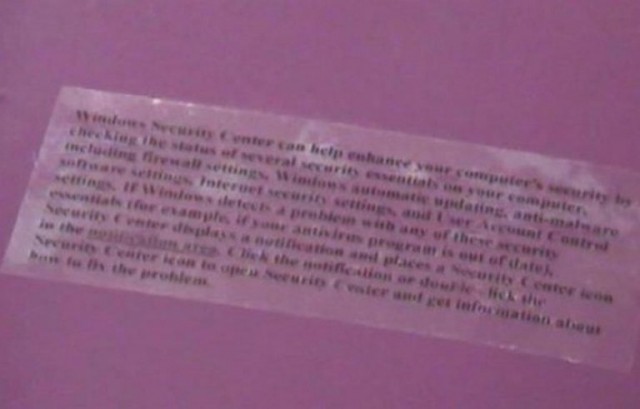 Windows Security Center can help enhance your computer's security by
checking the status of several security essentials on your computer,
including firewall settings, Windows automatic updating, anti-malware
software settings, Internet security settings, and User Account Control
settings. If Windows detects a problem with any of these security
essentials (for example, if your antivirus program is out of date),
Security Center displays a notification and places a Security Center icon
in the notification area. Click the notification or double-click the
Security Center icon to open Security Center and get information about
how to fix the problem.